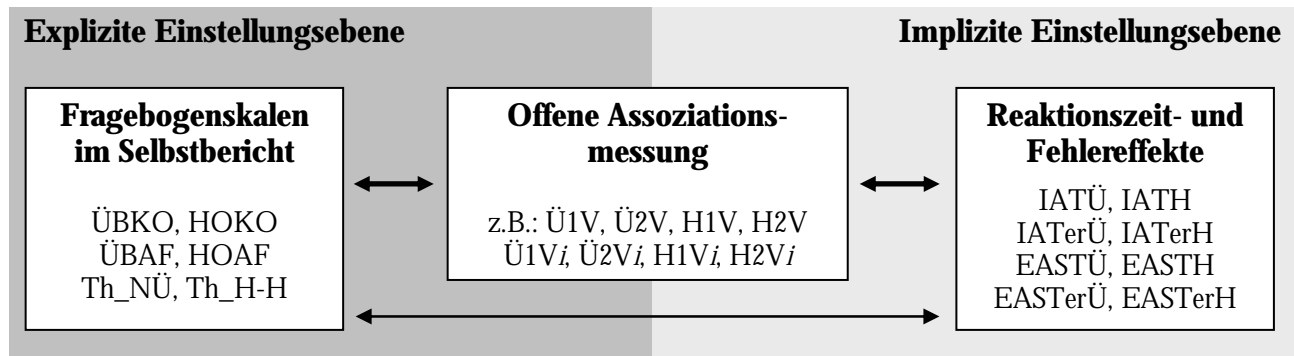 Explizite Einstellungsebene
Implizite Einstellungsebene
Fragebogenskalen
im Selbstbericht
ÜBKO, HOKO
ÜBAF, HOAF
Th_NÜ, Th_H-H
Offene Assoziations-
messung
z.B.: Ü1V, Ü2V, H1V, H2V
Ü1Vi, Ü2Vi, H1Vi, H2Vi
Reaktionszeit- und
Fehlereffekte
IATÜ, IATH
IATerÜ, IATerH
EASTÜ, EASTH
EASTerÜ, EASTerH